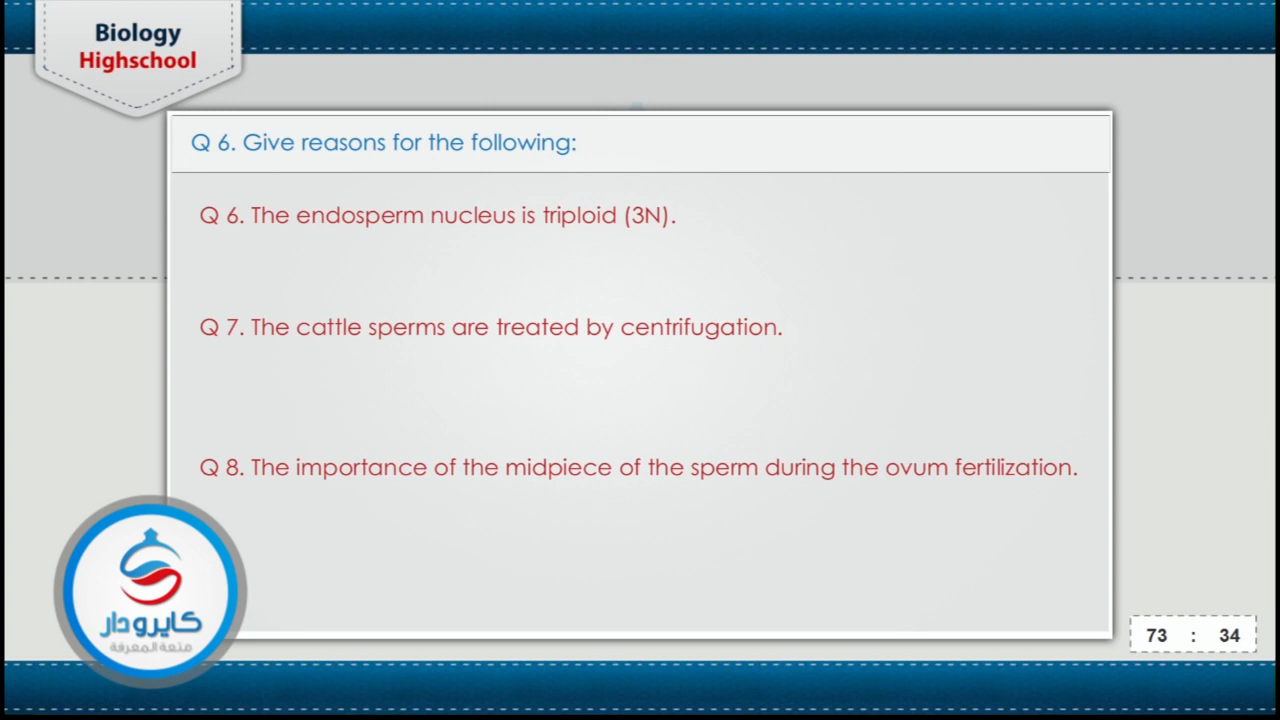 Biology
Highschool
Q 6. Give reasons for the following:
Q 6. The endosperm nucleus is triploid (3N).
Q 7. The cattle sperms are treated by centrifugation.
Q 8. The importance of the midpiece of the sperm during the ovum fertilization.
كايرودار
متعة المعرفة
73 : 34